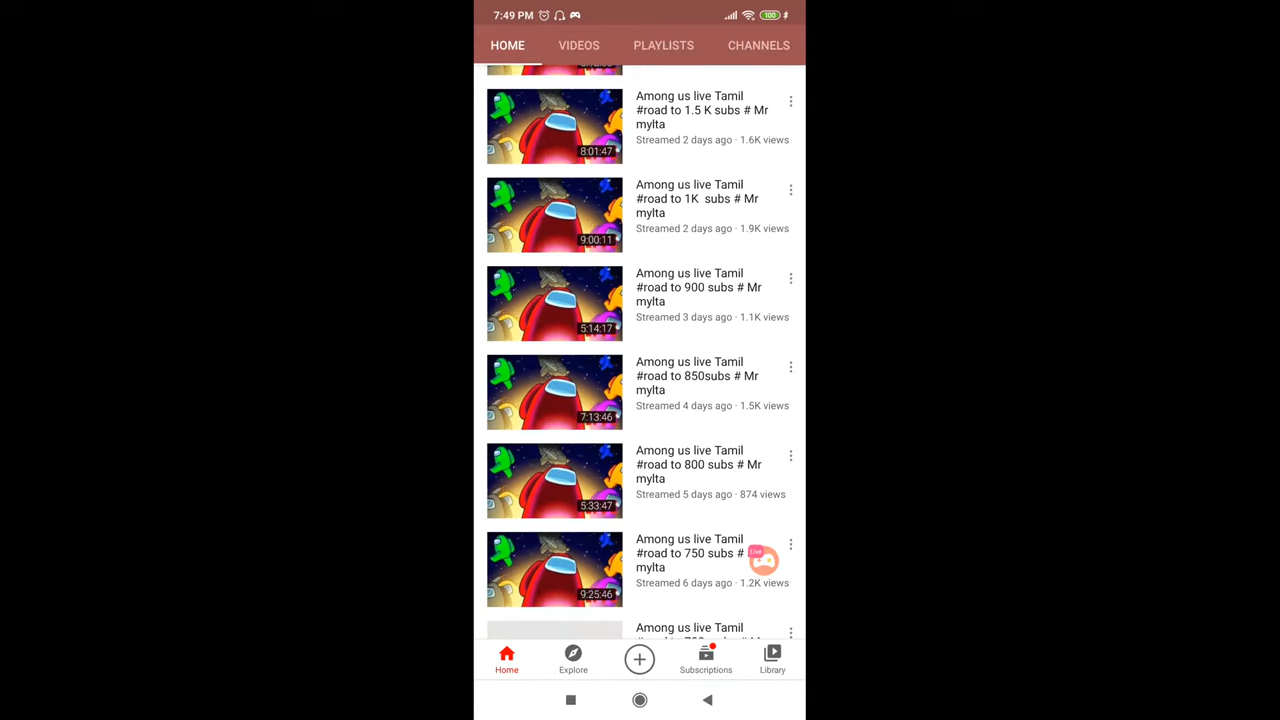 7:49 PM
100
HOME VIDEOS PLAYLISTS CHANNELS
Among us live Tamil
#road to 1.5 K subs # Mr
mylta
Streamed 2 days ago · 1.6K views
8:01:47
Among us live Tamil
#road to 1K subs # Mr
mylta
Streamed 2 days ago · 1.9K views
9:00:11
Among us live Tamil
#road to 900 subs # Mr
mylta
Streamed 3 days ago · 1.1K views
5:14:17
Among us live Tamil
#road to 850subs # Mr
mylta
Streamed 4 days ago · 1.5K views
7:13:46
Among us live Tamil
#road to 800 subs # Mr
mylta
Streamed 5 days ago · 874 views
5:33:47
Among us live Tamil
#road to 750 subs #
mylta
Live
Streamed 6 days ago · 1.2K views
9:25:46
Among us live Tamil
Home Explore Subscriptions Library